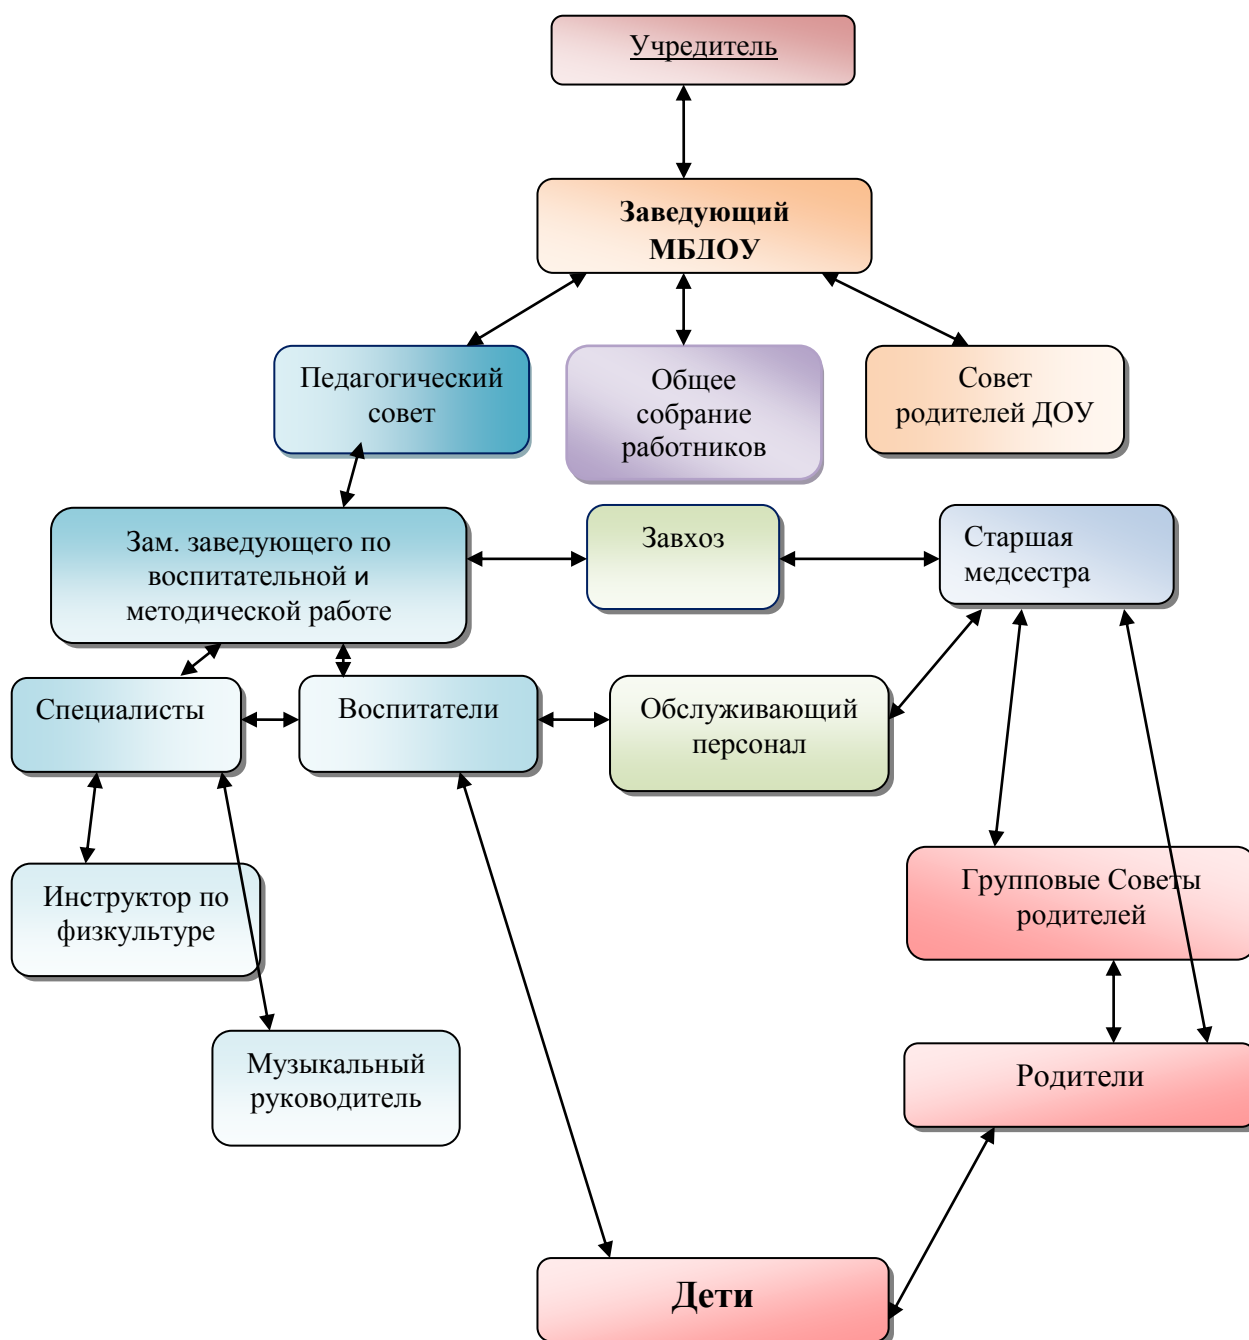 Учредитель
Заведующий
МБДОУ
Педагогический
совет
Общее
собрание
работников
Совет
родителей ДОУ
Зам. заведующего по
воспитательной и
методической работе
Завхоз
Старшая
медсестра
Специалисты
Воспитатели
Обслуживающий
персонал
Инструктор по
физкультуре
Групповые Советы
родителей
Музыкальный
руководитель
Родители
Дети